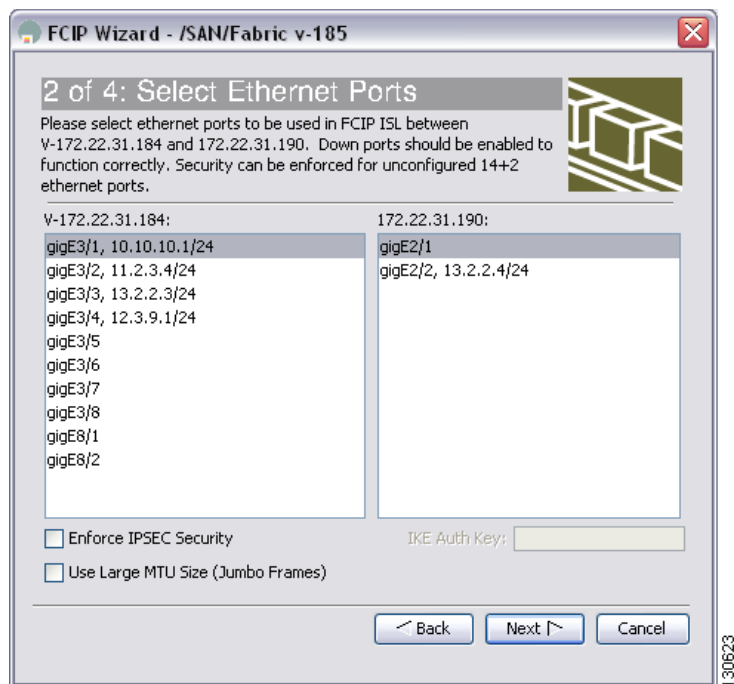 FCIP Wizard - /SAN/Fabric v-185
2 of 4: Select Ethernet Ports
Please select ethernet ports to be used in FCIP ISL between
V-172.22.31.184 and 172.22.31.190. Down ports should be enabled to
function correctly. Security can be enforced for unconfigured 14+2
ethernet ports.
V-172.22.31.184:
gigE3/1, 10.10.10.1/24
gigE3/2, 11.2.3.4/24
gigE3/3, 13.2.2.3/24
gigE3/4, 12.3.9.1/24
gigE3/5
gigE3/6
gigE3/7
gigE3/8
gigE8/1
gigE8/2
172.22.31.190:
gigE2/1
gigE2/2, 13.2.2.4/24
Enforce IPSEC Security
IKE Auth Key:
Use Large MTU Size (Jumbo Frames)
Back
Next
Cancel
130623